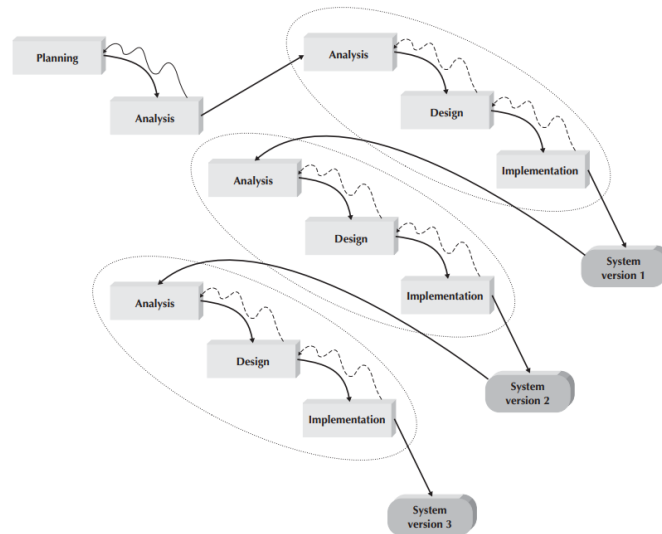 Planning
Analysis
Analysis
Design
Implementation
System
version 1
Analysis
Design
Implementation
System
version 2
Analysis
Design
Implementation
System
version 3